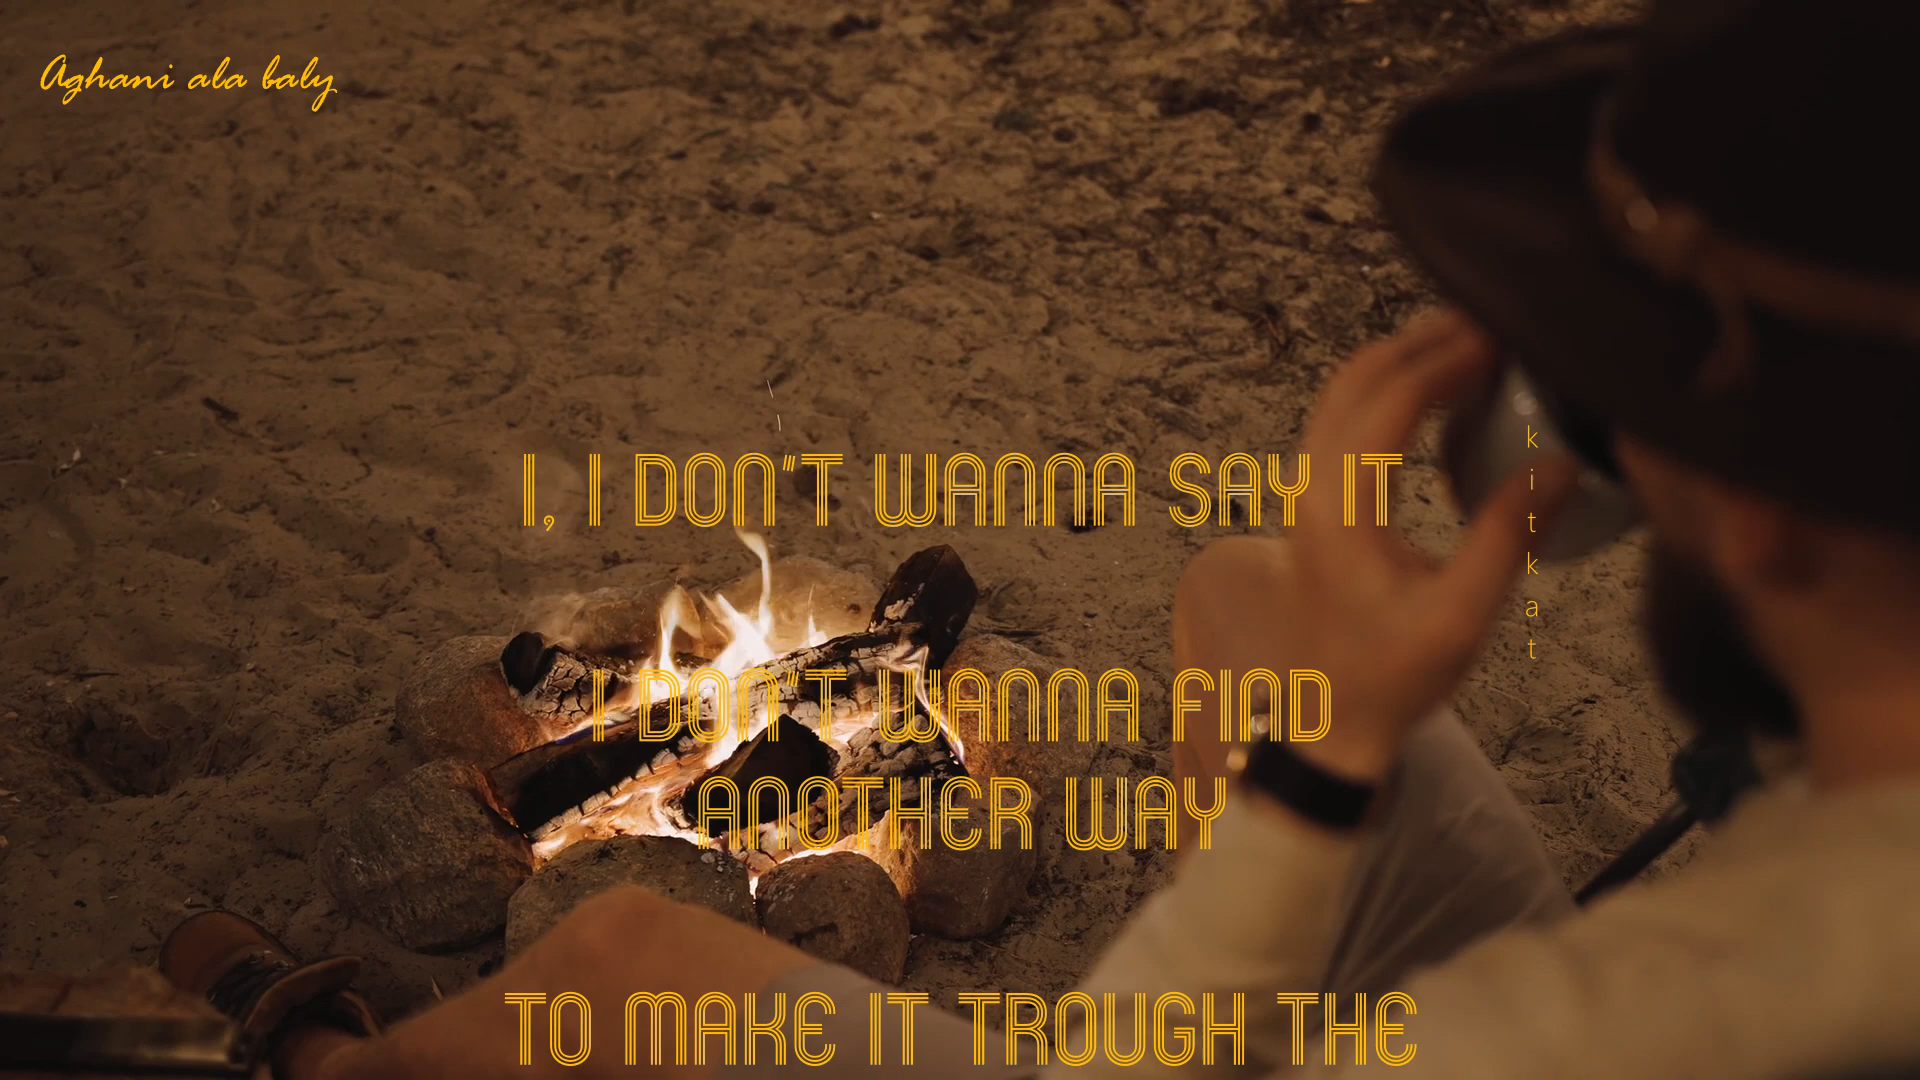 Aghani ala baly
I, I DON"T WANNA SAY IT
kitkat
I DON"T WANNA FIND
ANOTHER WAY
TO MAKE IT TROUGH THE